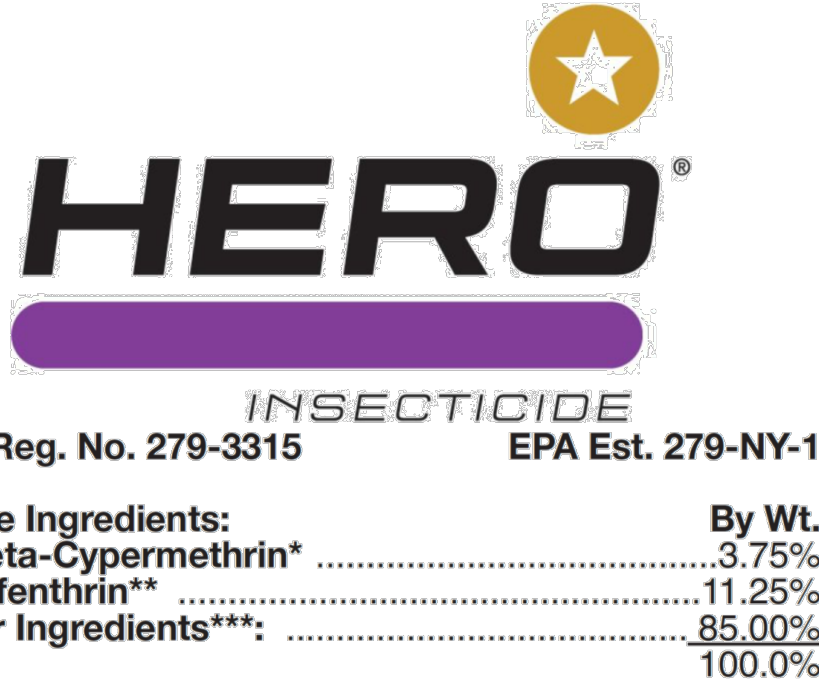 HERO®
INSECTICIDE
Reg. No. 279-3315 EPA Est. 279-NY-1
e Ingredients: By Wt.
eta-Cypermethrin* ........................................3.75%
fenthrin** ....................................................11.25%
r Ingredients***: ........................................ 85.00%
100.0%